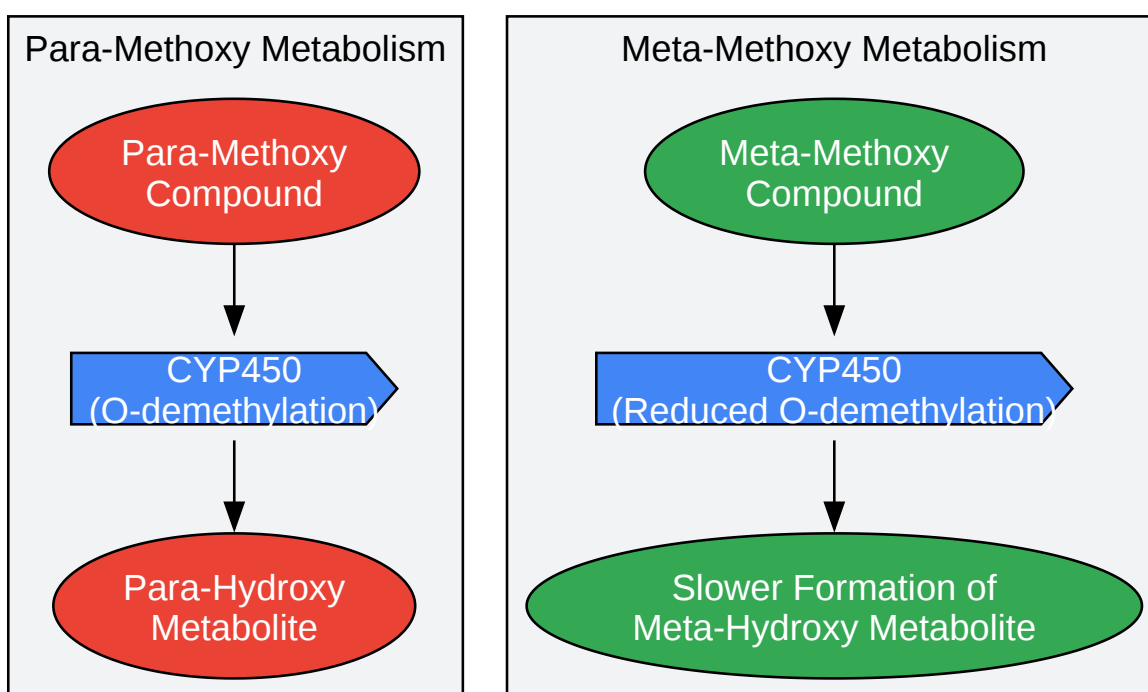 Para-Methoxy Metabolism
Para-Methoxy
Compound
CYP450
(O-demethylation)
Para-Hydroxy
Metabolite
Meta-Methoxy Metabolism
Meta-Methoxy
Compound
CYP450
(Reduced O-demethylation)
Slower Formation of
Meta-Hydroxy Metabolite